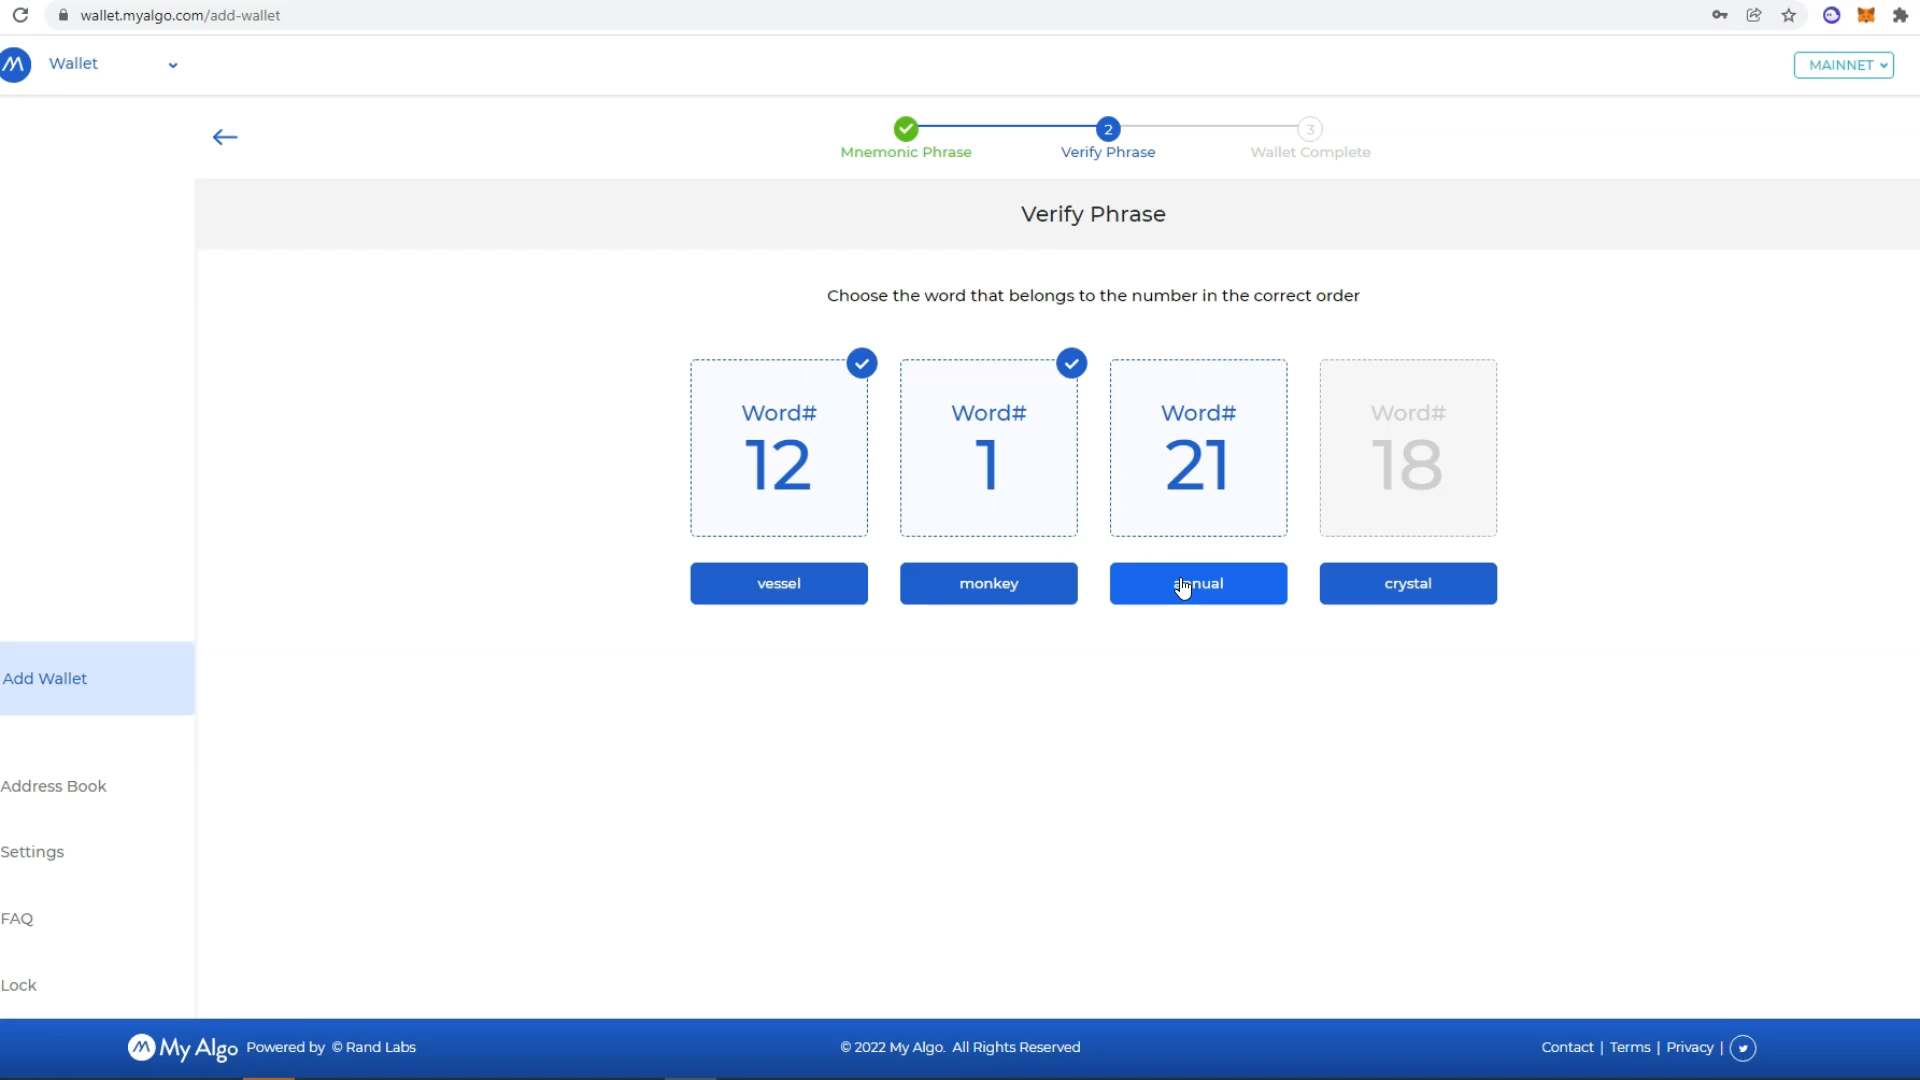 wallet.myalgo.com/add-wallet
Wallet
MAINNET
2
3
Mnemonic Phrase
Verify Phrase
Wallet Complete
Verify Phrase
Choose the word that belongs to the number in the correct order
Word#
12
Word#
1
Word#
21
Word#
18
vessel
monkey
crystal
Add Wallet
Address Book
Settings
FAQ
Lock
My Algo Powered by © Rand Labs
© 2022 My Algo. All Rights Reserved
Contact | Terms | Privacy |